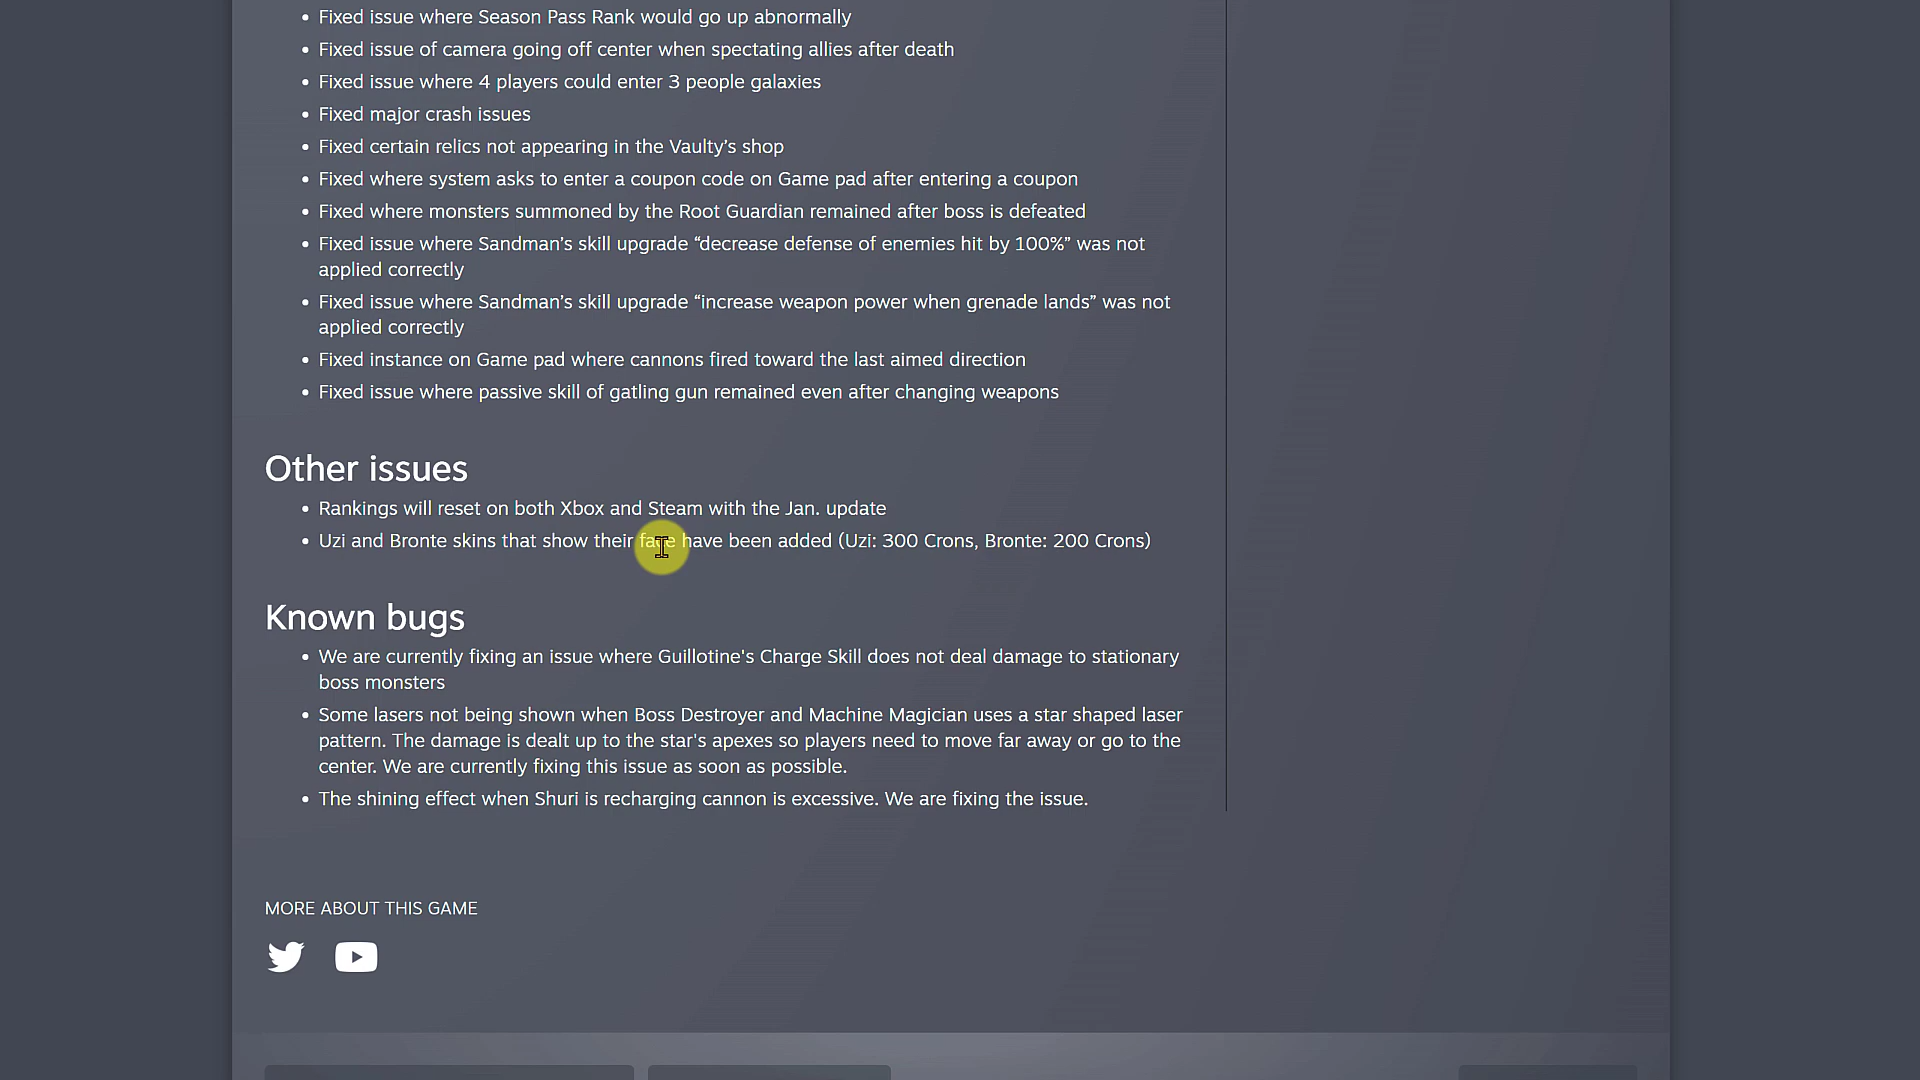 Fixed issue where Season Pass Rank would go up abnormally
Fixed issue of camera going off center when spectating allies after death
Fixed issue where 4 players could enter 3 people galaxies
Fixed major crash issues
Fixed certain relics not appearing in the Vaulty’s shop
Fixed where system asks to enter a coupon code on Game pad after entering a coupon
Fixed where monsters summoned by the Root Guardian remained after boss is defeated
Fixed issue where Sandman’s skill upgrade “decrease defense of enemies hit by 100%” was not
applied correctly
Fixed issue where Sandman’s skill upgrade “increase weapon power when grenade lands” was not
applied correctly
Fixed instance on Game pad where cannons fired toward the last aimed direction
Fixed issue where passive skill of gatling gun remained even after changing weapons
Other issues
Rankings will reset on both Xbox and Steam with the Jan. update
Uzi and Bronte skins that show their face have been added (Uzi: 300 Crons, Bronte: 200 Crons)
Known bugs
We are currently fixing an issue where Guillotine's Charge Skill does not deal damage to stationary
boss monsters
Some lasers not being shown when Boss Destroyer and Machine Magician uses a star shaped laser
pattern. The damage is dealt up to the star's apexes so players need to move far away or go to the
center. We are currently fixing this issue as soon as possible.
The shining effect when Shuri is recharging cannon is excessive. We are fixing the issue.
MORE ABOUT THIS GAME